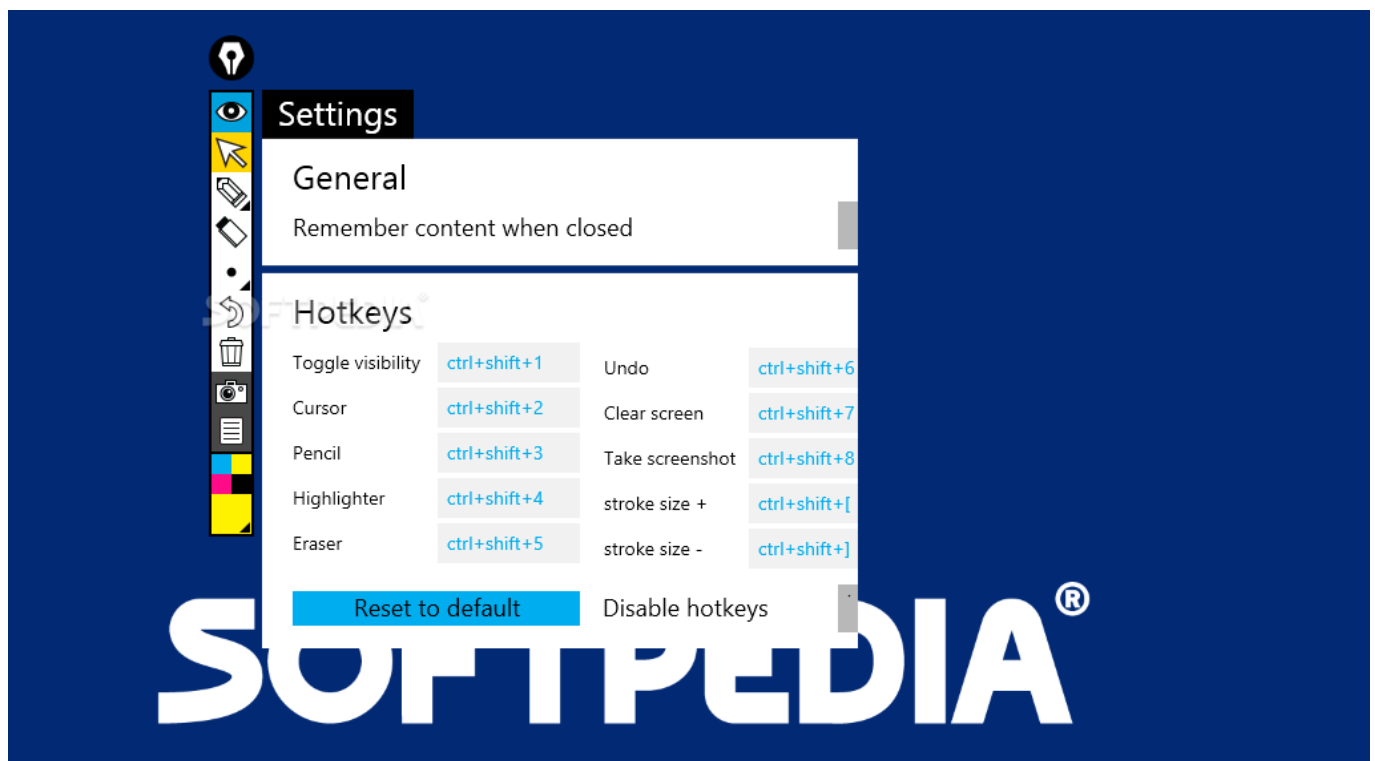 Settings
General
Remember content when closed
SOFTPEDIA®
Hotkeys
Toggle visibility ctrl+shift+1
Cursor ctrl+shift+2
Pencil ctrl+shift+3
Highlighter ctrl+shift+4
Eraser ctrl+shift+5
Undo ctrl+shift+6
Clear screen ctrl+shift+7
Take screenshot ctrl+shift+8
stroke size + ctrl+shift+[
stroke size - ctrl+shift+]
Reset to default
Disable hotkeys
SOFTPEDIA®